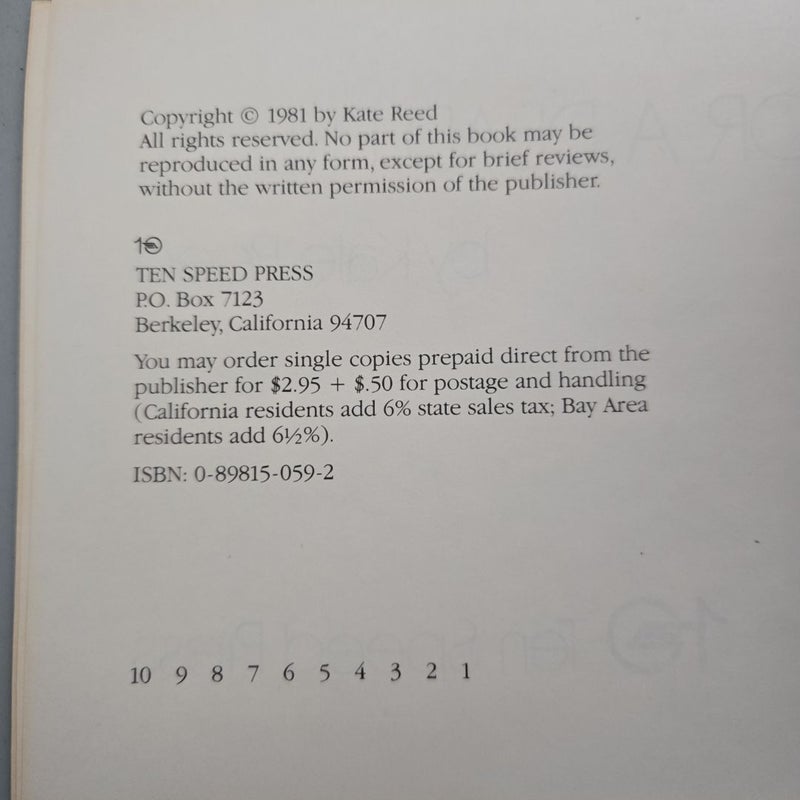 Copyright © 1981 by Kate Reed
All rights reserved. No part of this book may be
reproduced in any form, except for brief reviews,
without the written permission of the publisher.
10
TEN SPEED PRESS
P.O. Box 7123
Berkeley, California 94707
You may order single copies prepaid direct from the
publisher for $2.95 + $.50 for postage and handling
(California residents add 6% state sales tax; Bay Area
residents add 6½%).
ISBN: 0-89815-059-2
10 9 8 7 6 5 4 3 2 1